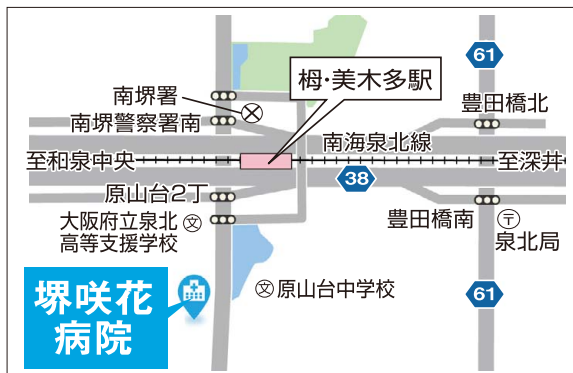 61
南堺署
栂・美木多駅
豊田橋北
南堺警察署南
南海泉北線
至和泉中央
至深井
38
原山台2丁
大阪府立泉北
高等支援学校
文
豊田橋南
〒
泉北局
文
原山台中学校
堺咲花
病院
61